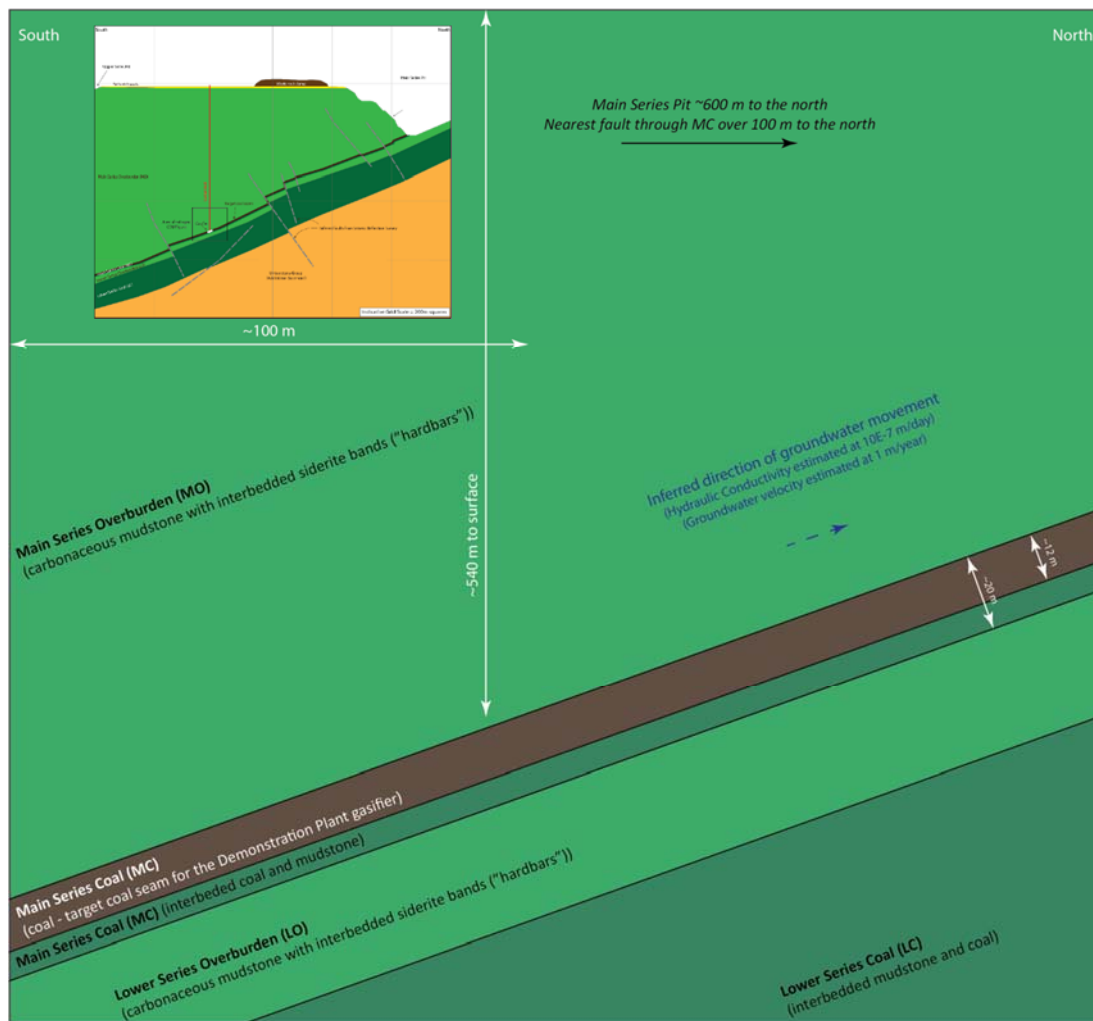 South
North
Main Series Pit ~600 m to the north
Nearest fault through MC over 100 m to the north
~100 m
Main Series Overburden (MO)
(carbonaceous mudstone with interbedded siderite bands ("hardbars"))
~540 m to surface
Inferred direction of groundwater movement
(Hydraulic Conductivity estimated at 10E-7 m/day)
(Groundwater velocity estimated at 1 m/year)
~12 m
~20 m
Main Series Coal (MC)
(coal - target coal seam for the Demonstration Plant gasifier)
Main Series Coal (MC) (interbeded coal and mudstone)
Lower Series Overburden (LO)
(carbonaceous mudstone with interbedded siderite bands ("hardbars"))
Lower Series Coal (LC)
(interbedded mudstone and coal)